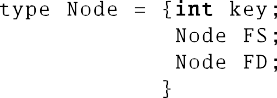 type Node = {int key;
Node FS;
Node FD;
}